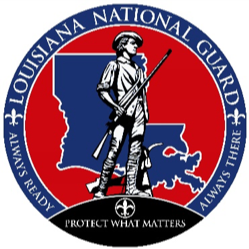 LOUISIANA NATIONAL GUARD
ALWAYS READY
ALWAYS THERE
PROTECT WHAT MATTERS